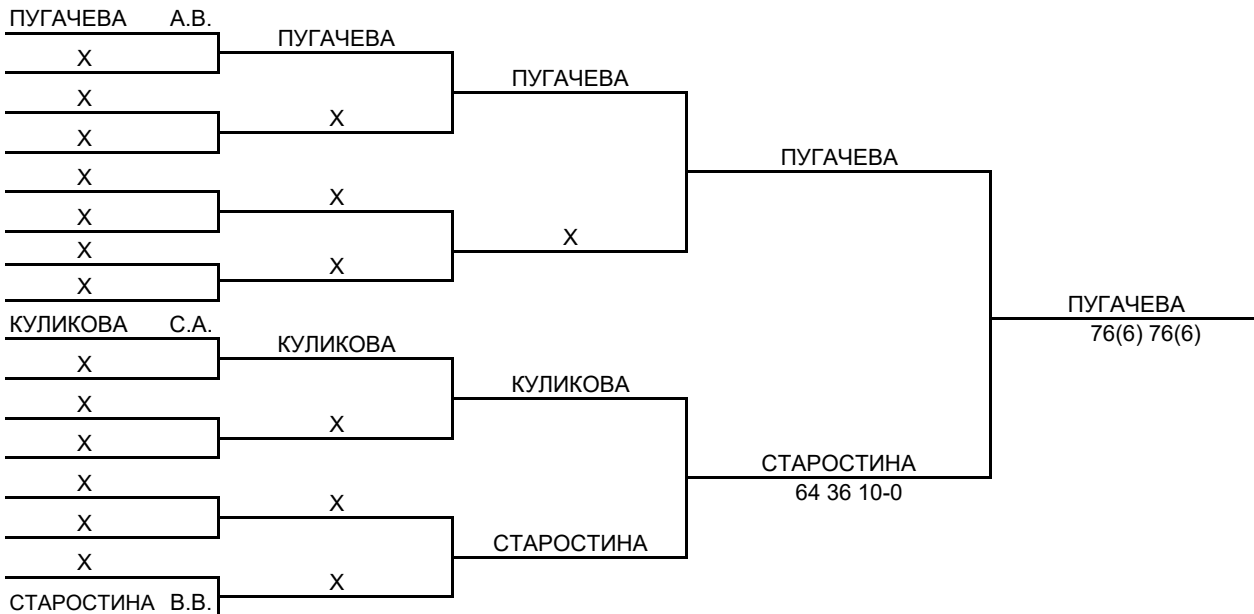 ПУГАЧЕВА А.В.
Х
Х
Х
Х
Х
Х
Х
КУЛИКОВА С.А.
Х
Х
Х
Х
Х
Х
СТАРОСТИНА В.В.
ПУГАЧЕВА
Х
Х
Х
КУЛИКОВА
Х
Х
Х
ПУГАЧЕВА
Х
КУЛИКОВА
СТАРОСТИНА
ПУГАЧЕВА
СТАРОСТИНА
64 36 10-0
ПУГАЧЕВА
76(6) 76(6)